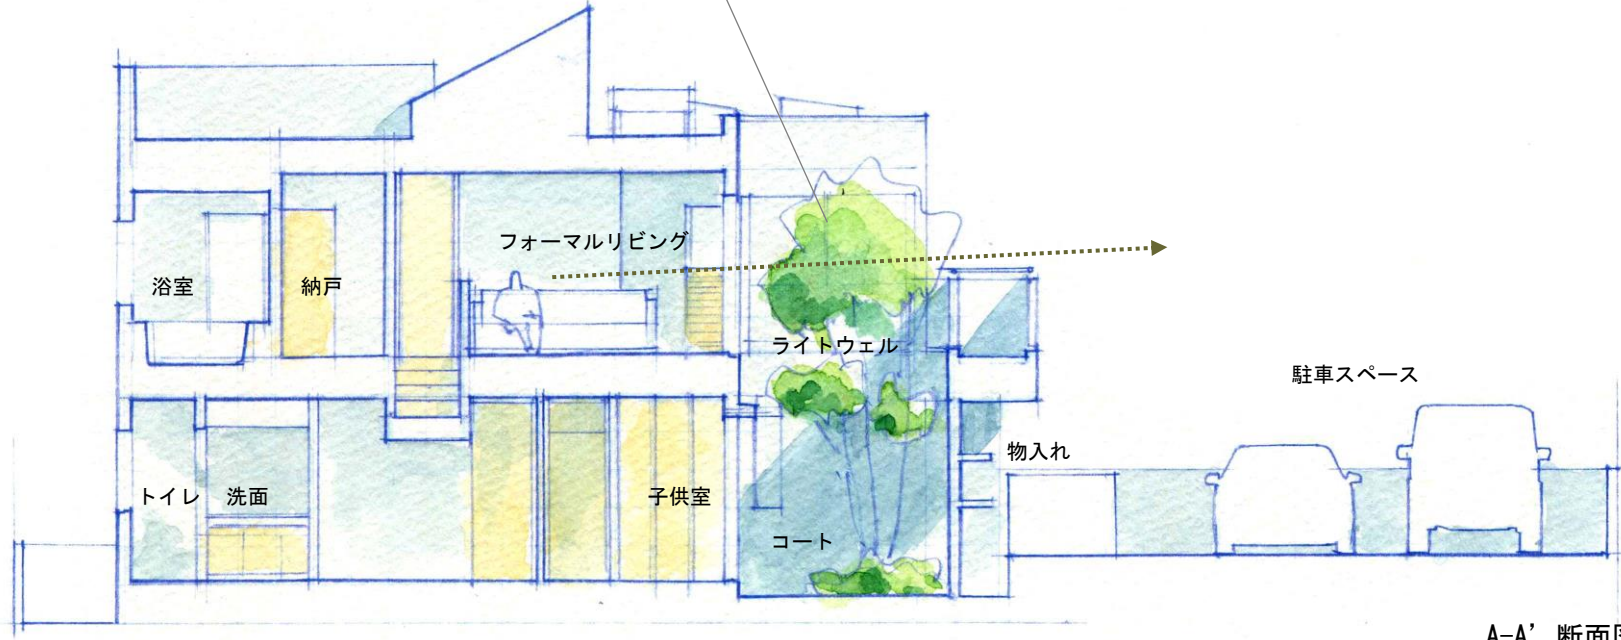 フォーマルリビング
浴室
納戸
ライトウェル
駐車スペース
物入れ
トイレ
洗面
子供室
コート
A-A’ 断面図